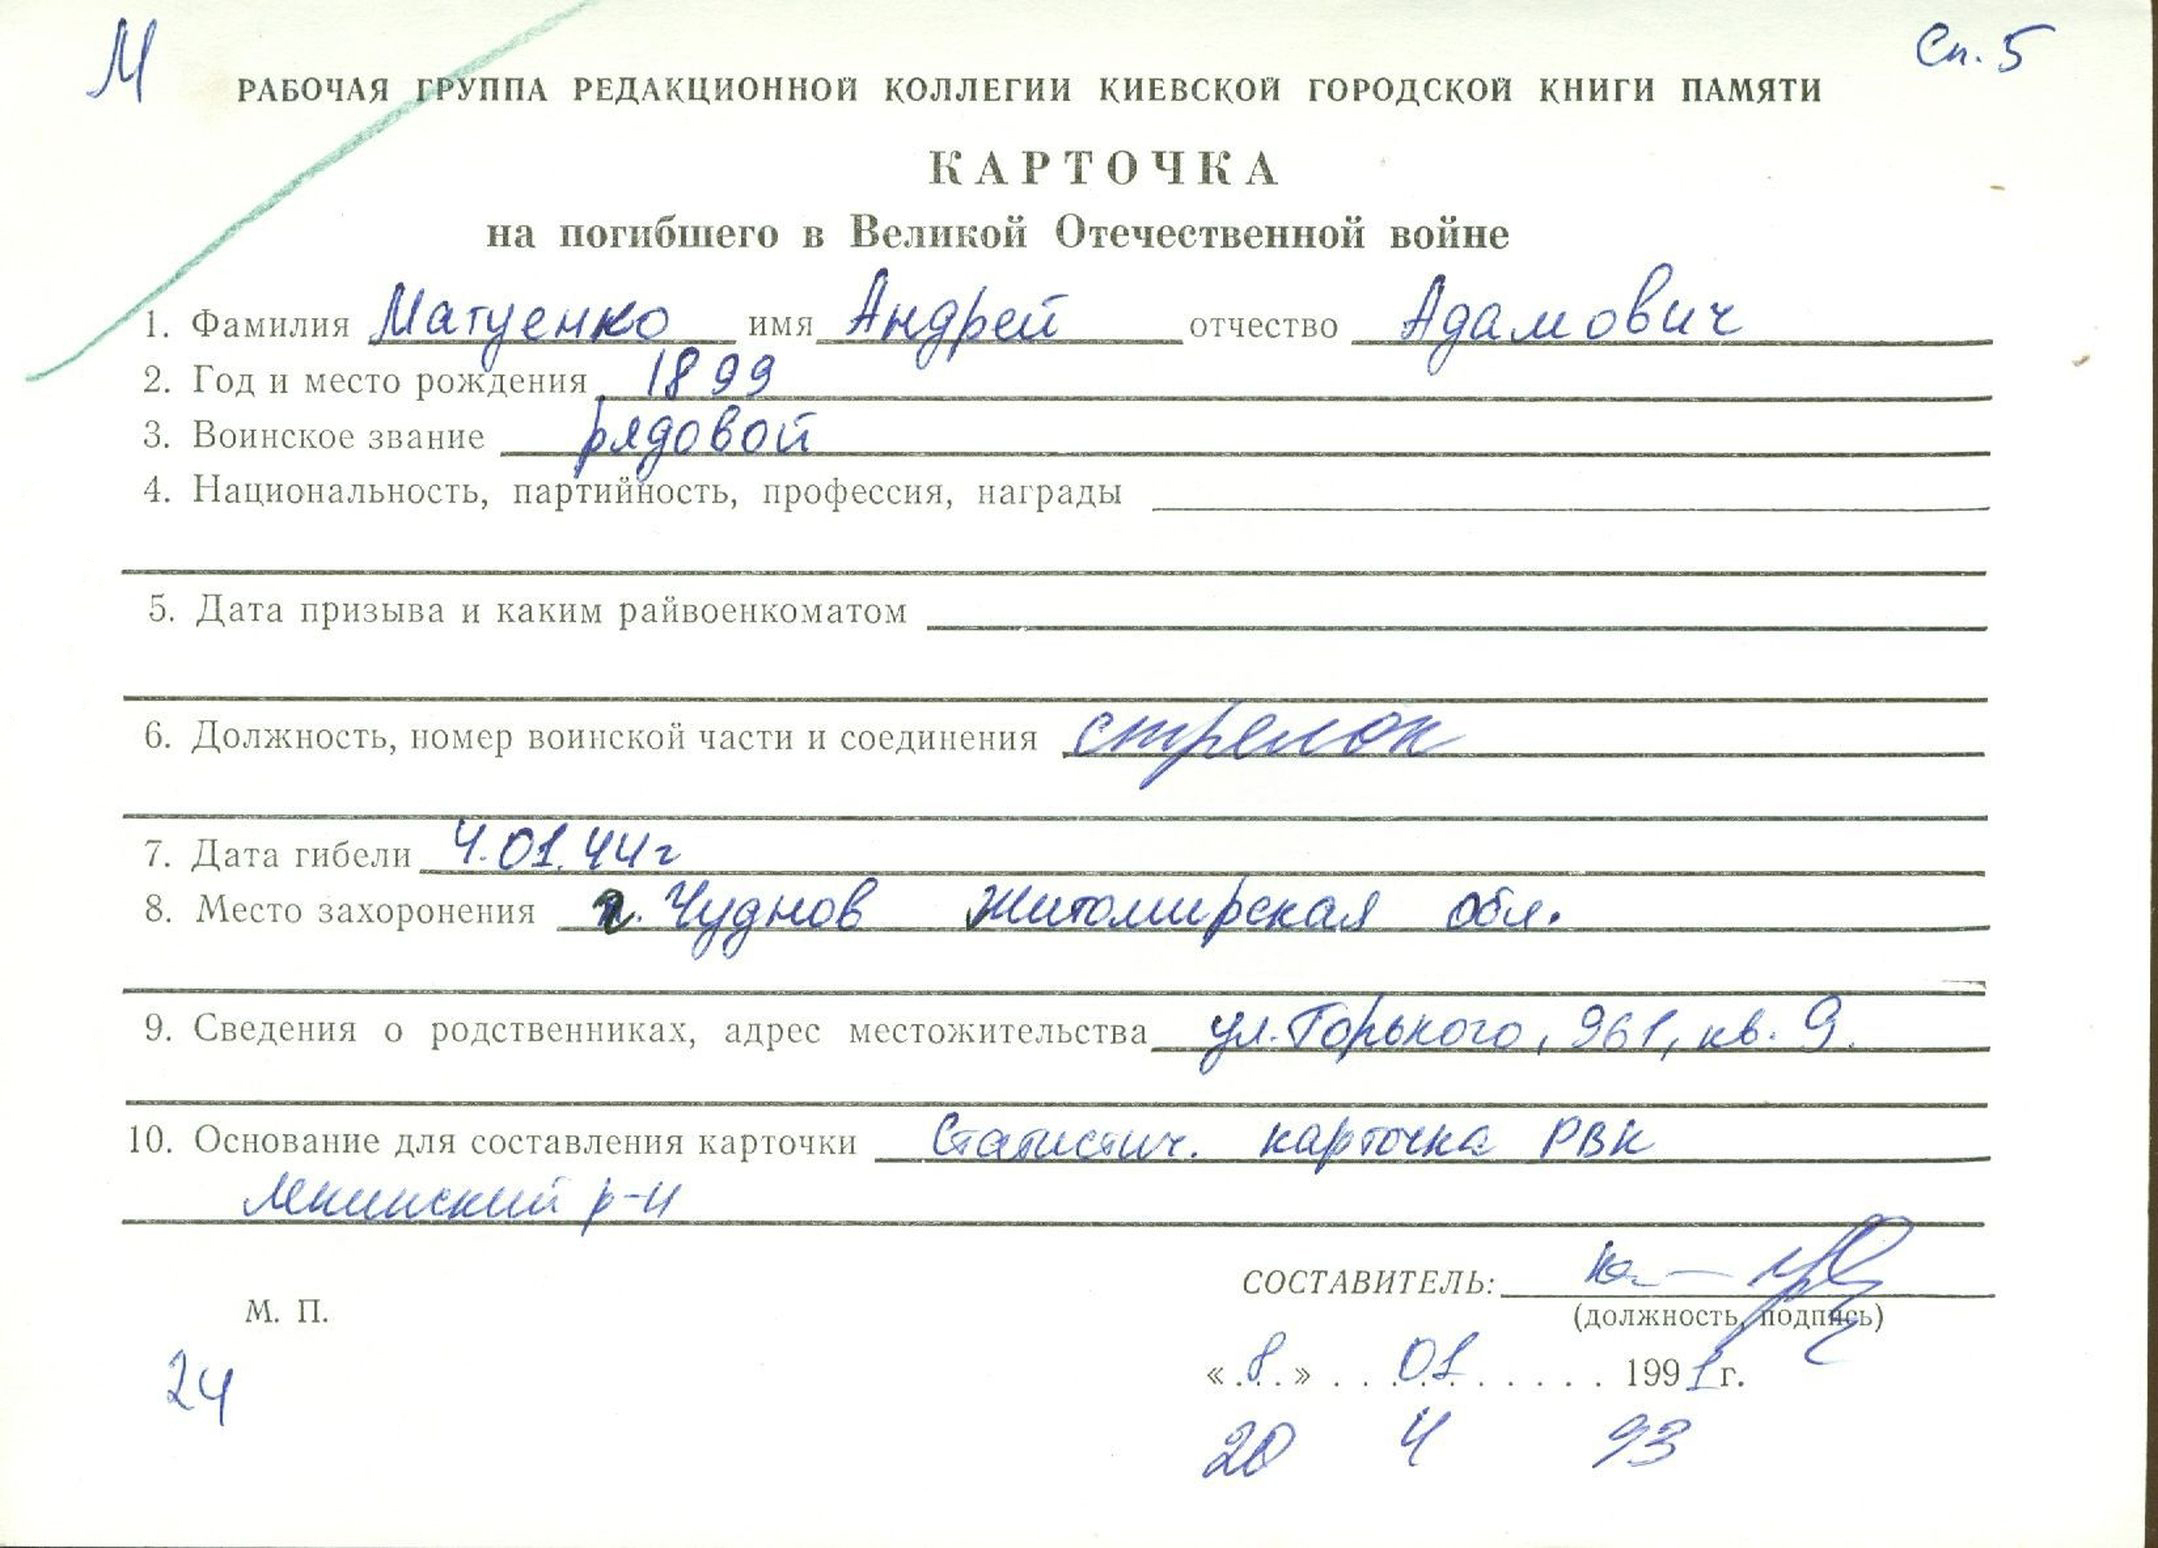 М
Сп. 5
РАБОЧАЯ ГРУППА РЕДАКЦИОННОЙ КОЛЛЕГИИ КИЕВСКОЙ ГОРОДСКОЙ КНИГИ ПАМЯТИ
КАРТОЧКА
на погибшего в Великой Отечественной войне
1. Фамилия Матуенко имя Андрей отчество Адамович
2. Год и место рождения 1899
3. Воинское звание рядовой
4. Национальность, партийность, профессия, награды
5. Дата призыва и каким райвоенкоматом
6. Должность, номер воинской части и соединения стрелок
7. Дата гибели 4.01.44г
8. Место захоронения г. Чуднов Житомирская обл.
9. Сведения о родственниках, адрес местожительства ул. Горького, 961, кв. 9.
10. Основание для составления карточки Статистич. карточка РВК
Ленинский р-н
СОСТАВИТЕЛЬ:
(должность, подпись)
М. П.
«8» 01 1991 г.
24
20 4 93